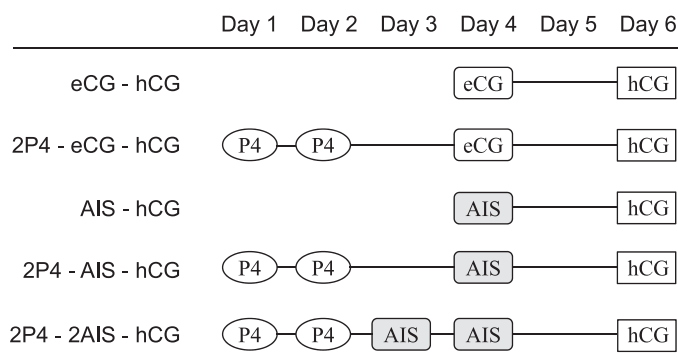 Day 1 Day 2 Day 3 Day 4 Day 5 Day 6
eCG - hCG eCG hCG
2P4 - eCG - hCG P4 P4 eCG hCG
AIS - hCG AIS hCG
2P4 - AIS - hCG P4 P4 AIS hCG
2P4 - 2AIS - hCG P4 P4 AIS AIS hCG